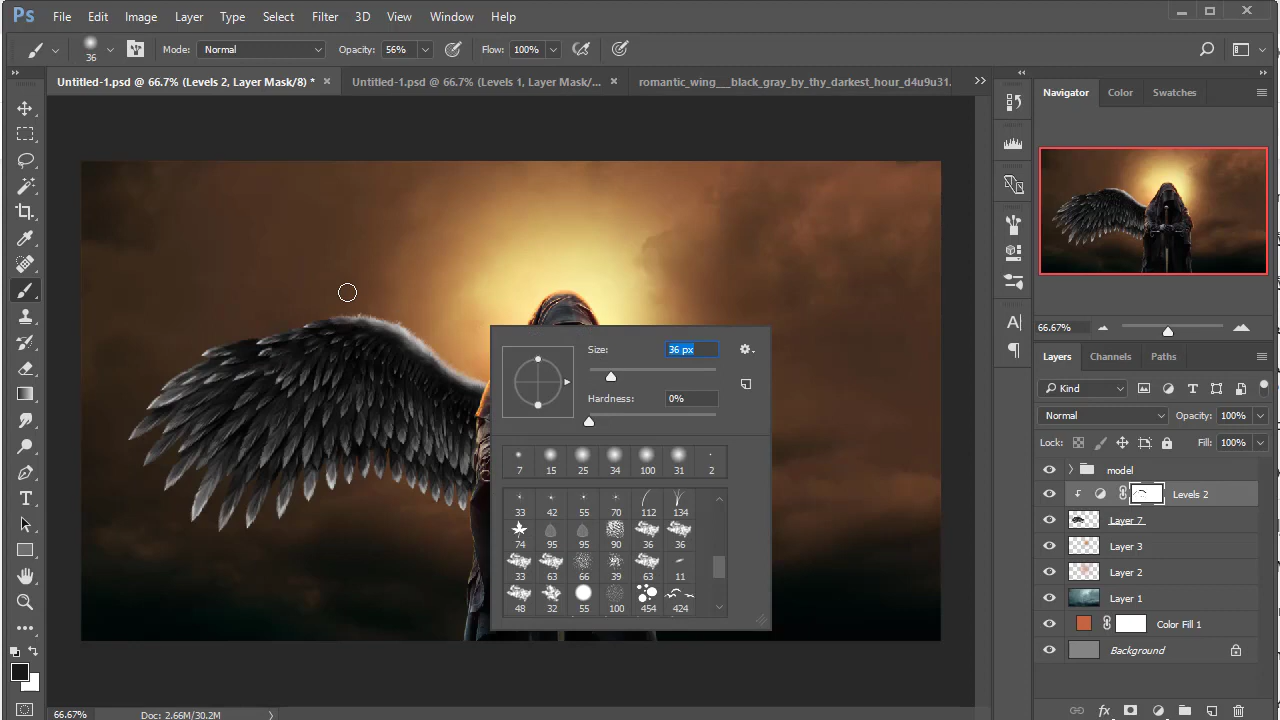 Ps File Edit Image Layer Type Select Filter 3D View Window Help
36 Mode: Normal Opacity: 56% Flow: 100%
Untitled-1.psd @ 66.7% (Levels 2, Layer Mask/8) * Untitled-1.psd @ 66.7% (Levels 1, Layer Mask/... romantic_wing___black_gray_by_thy_darkest_hour_d4u9u31.
Navigator Color Swatches
66.67%
Layers Channels Paths
Kind
Normal Opacity: 100%
Lock: Fill: 100%
model
Levels 2
Layer 7
Layer 3
Layer 2
Layer 1
Color Fill 1
Background
Size: 36 px
Hardness: 0%
7 15 25 34 100 31 2
33 42 55 70 112 134
74 95 95 90 36 36
33 63 66 39 63 11
48 32 55 100 454 424
66.67% Doc: 2.66M/30.2M